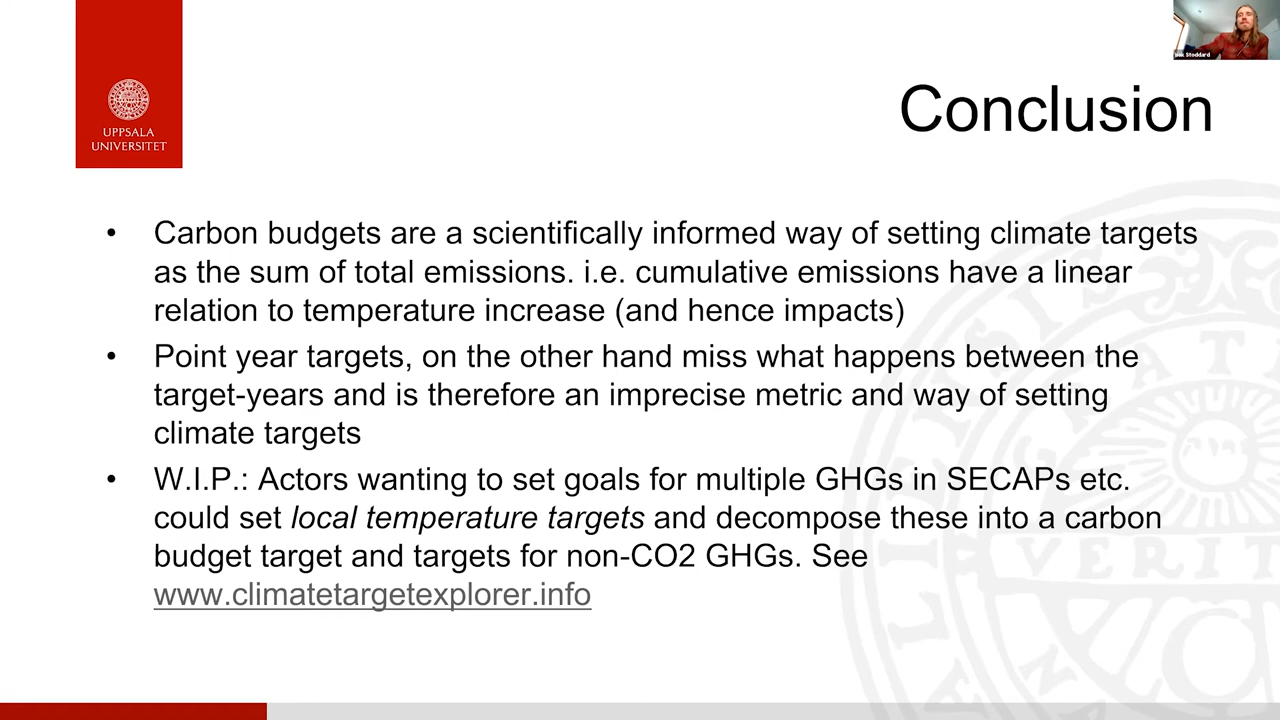 Stoddard
Conclusion
UPPSALA
UNIVERSITET
• Carbon budgets are a scientifically informed way of setting climate targets
as the sum of total emissions. i.e. cumulative emissions have a linear
relation to temperature increase (and hence impacts)
• Point year targets, on the other hand miss what happens between the
target-years and is therefore an imprecise metric and way of setting
climate targets
• W.I.P.: Actors wanting to set goals for multiple GHGs in SECAPs etc.
could set local temperature targets and decompose these into a carbon
budget target and targets for non-CO2 GHGs. See
www.climatetargetexplorer.info
VERIT